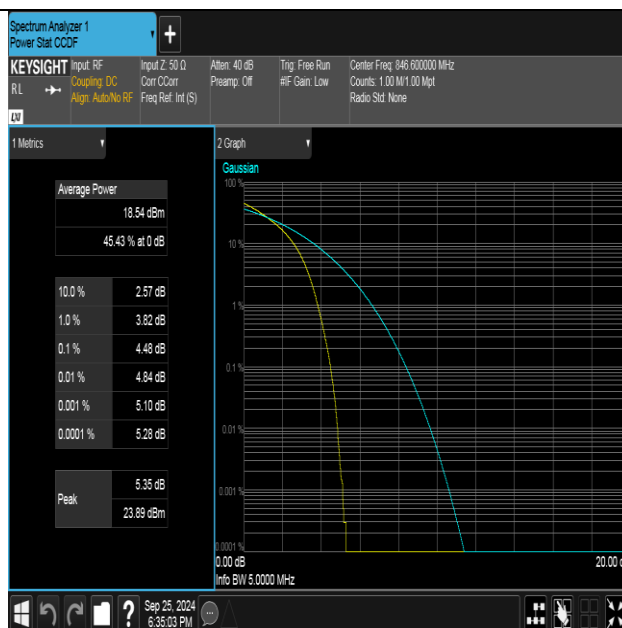 Spectrum Analyzer 1
Power Stat CCDF
+
KEYSIGHT
Input: RF
Input Z: 50 Ω
Atten: 40 dB
Trig: Free Run
Center Freq: 846.600000 MHz
RL
Coupling: DC
Corr CCorr
Preamp: Off
#IF Gain: Low
Counts: 1.00 M/1.00 Mpt
Align: Auto/No RF
Freq Ref: Int (S)
Radio Std: None
LXI
1 Metrics
2 Graph
Gaussian
Average Power
18.54 dBm
45.43 % at 0 dB
10.0 % 2.57 dB
1.0 % 3.82 dB
0.1 % 4.48 dB
0.01 % 4.84 dB
0.001 % 5.10 dB
0.0001 % 5.28 dB
Peak
5.35 dB
23.89 dBm
100 %
10 %
1 %
0.1 %
0.01 %
0.001 %
0.0001 %
0.00 dB
20.00
Info BW 5.0000 MHz
?
Sep 25, 2024
6:35:03 PM